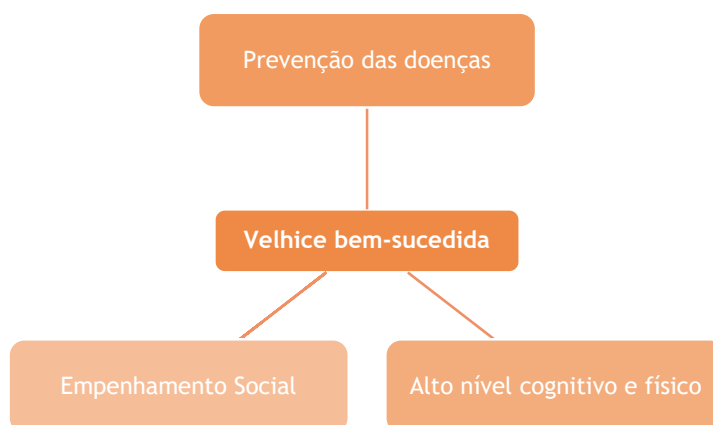 Prevenção das doenças
Velhice bem-sucedida
Empenhamento Social
Alto nível cognitivo e físico